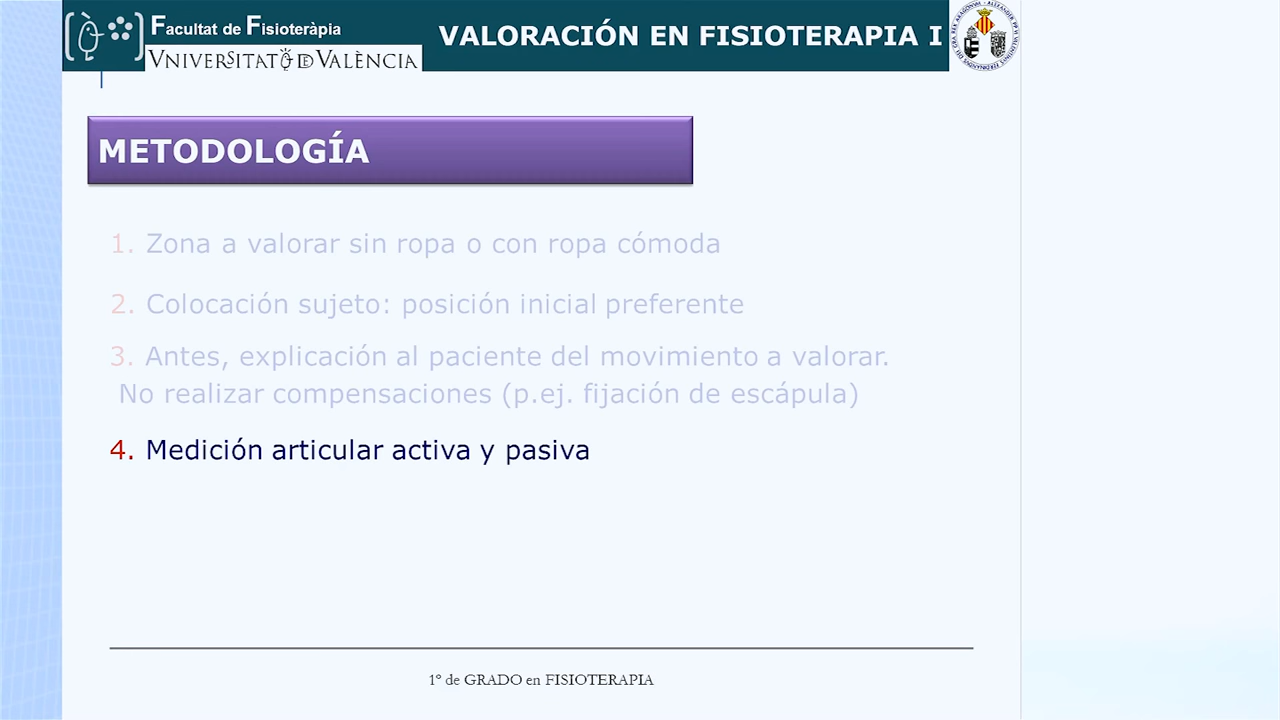 Facultat de Fisioteràpia
VNIVERSITAT DE VALÈNCIA
VALORACIÓN EN FISIOTERAPIA I
METODOLOGÍA
1. Zona a valorar sin ropa o con ropa cómoda
2. Colocación sujeto: posición inicial preferente
3. Antes, explicación al paciente del movimiento a valorar.
No realizar compensaciones (p.ej. fijación de escápula)
4. Medición articular activa y pasiva
1º de GRADO en FISIOTERAPIA